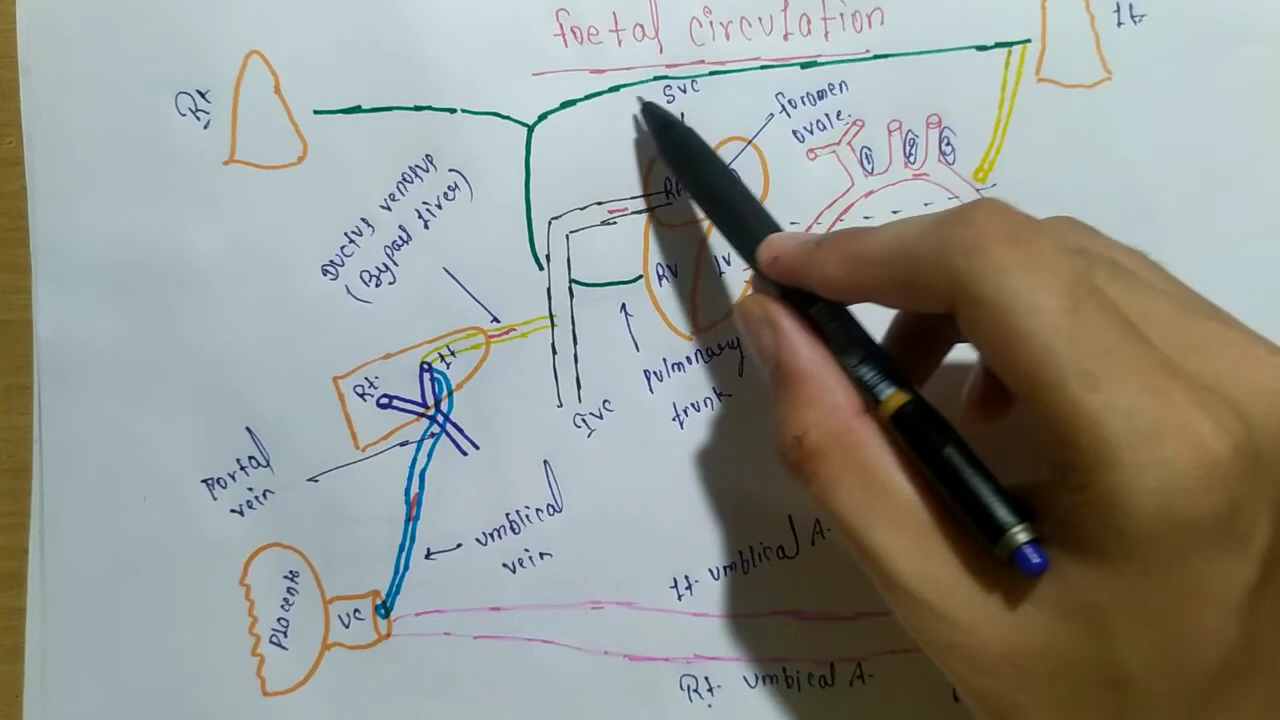 foetal circulation
lt
Rt
SVC
foramen
ovale
1
2
3
Ductus venosus
(Bypass liver)
RA
RV
LV
lt
Rt
pulmonary
trunk
Ivc
portal
vein
umblical
vein
Placenta
UC
lt umblical A.
Rt umbical A.